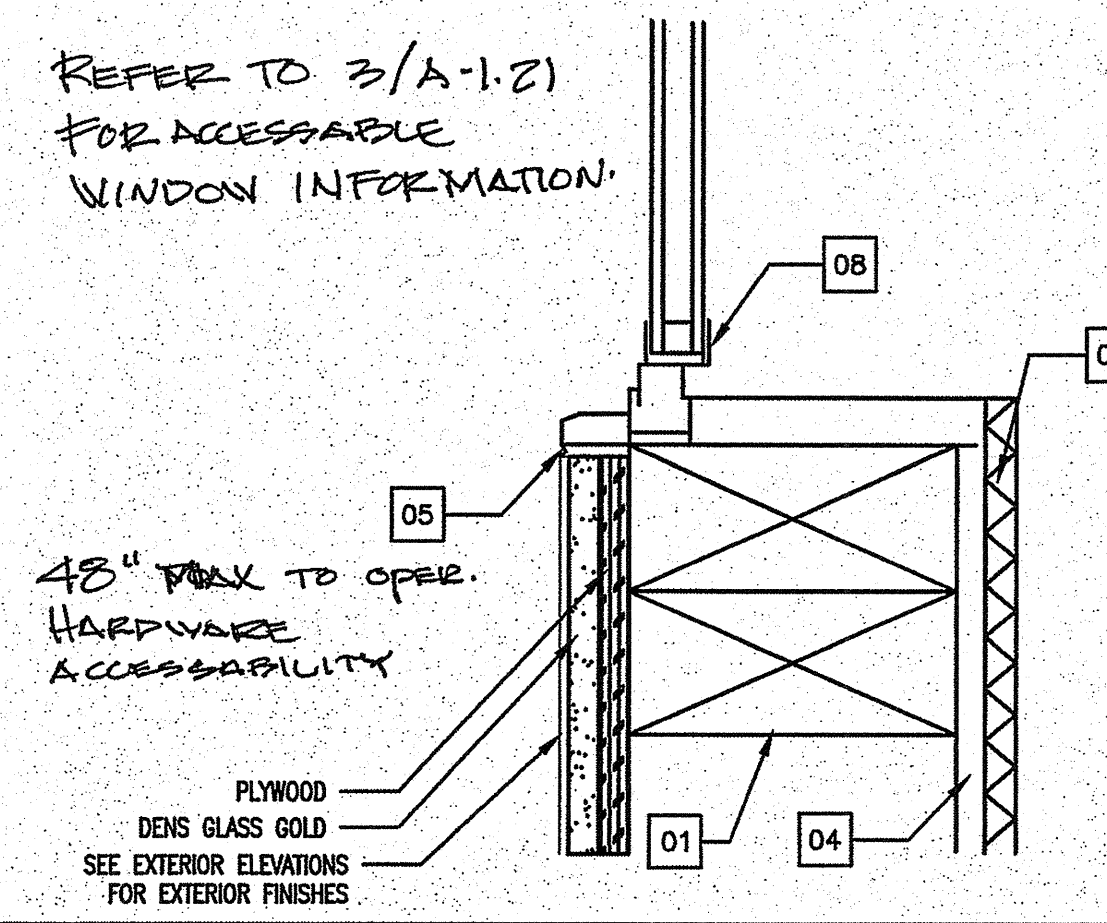 REFER TO 3/A-1.21
FOR ACCESSABLE
WINDOW INFORMATION.
08
05
48" MAX TO OPER.
HARDWARE
ACCESSABILITY
PLYWOOD
DENS GLASS GOLD
SEE EXTERIOR ELEVATIONS
FOR EXTERIOR FINISHES
01
04